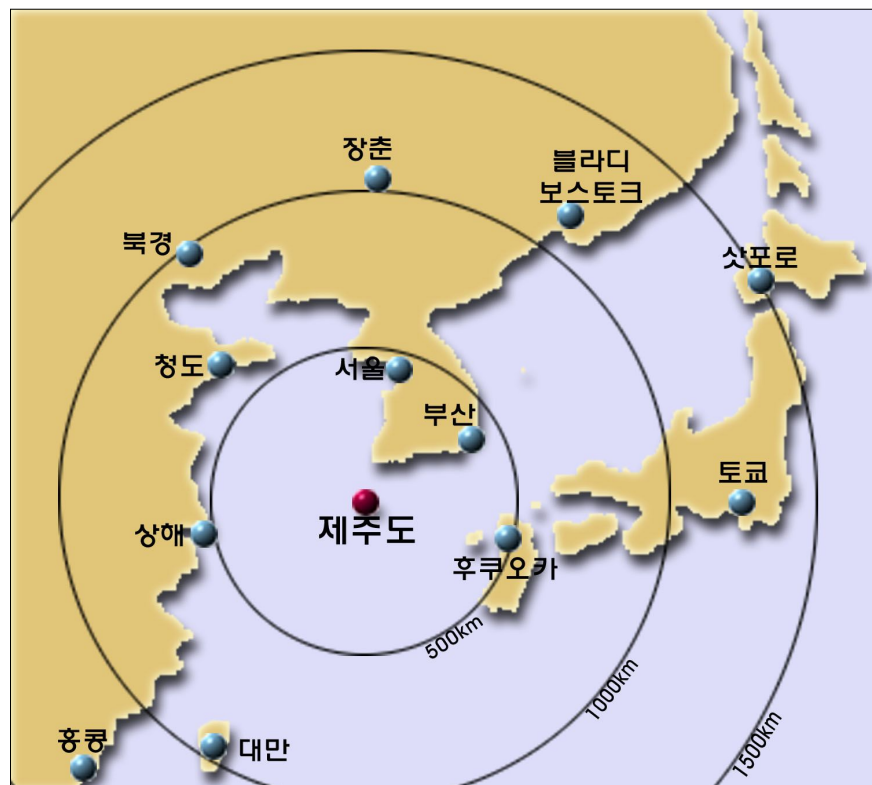 장춘
블라디
보스토크
북경
삿포로
청도
서울
부산
토쿄
제주도
상해
후쿠오카
500km
1000km
1500km
홍콩
대만